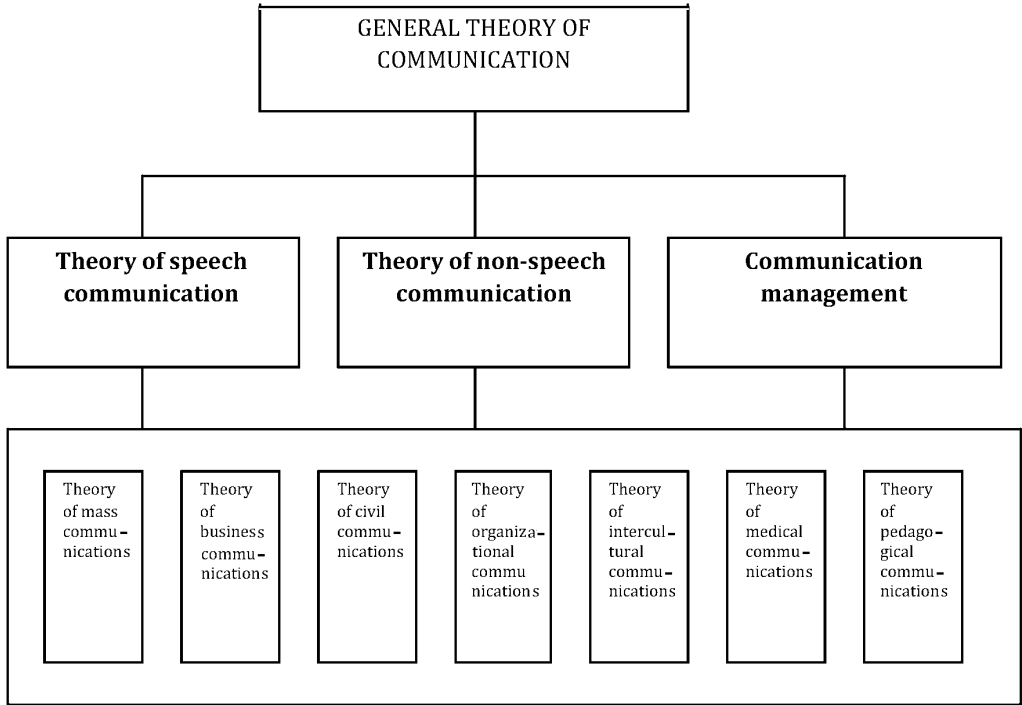 GENERAL THEORY OF
COMMUNICATION
Theory of speech
communication
Theory of non-speech
communication
Communication
management
Theory
of mass
commu-
nications
Theory
of
business
commu-
nications
Theory
of civil
commu-
nications
Theory
of
organiza-
tional
commu
nications
Theory
of
intercul-
tural
commu-
nications
Theory
of
medical
commu-
nications
Theory
of
pedago-
gical
commu-
nications